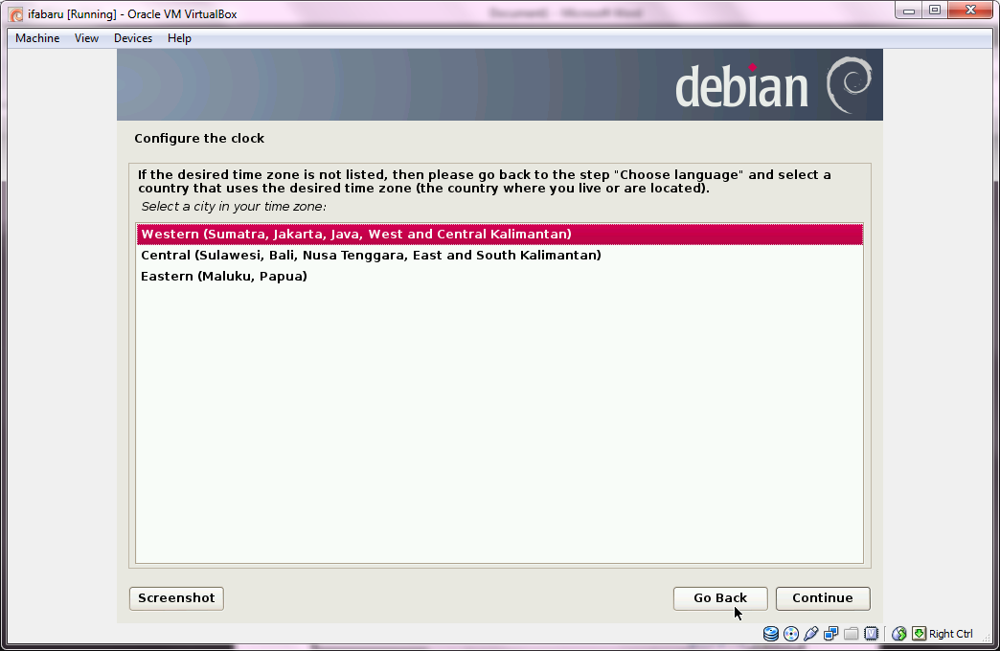 ifabaru [Running] - Oracle VM VirtualBox
Machine View Devices Help
debian
Configure the clock
If the desired time zone is not listed, then please go back to the step "Choose language" and select a
country that uses the desired time zone (the country where you live or are located).
Select a city in your time zone:
Western (Sumatra, Jakarta, Java, West and Central Kalimantan)
Central (Sulawesi, Bali, Nusa Tenggara, East and South Kalimantan)
Eastern (Maluku, Papua)
Screenshot Go Back Continue
Right Ctrl